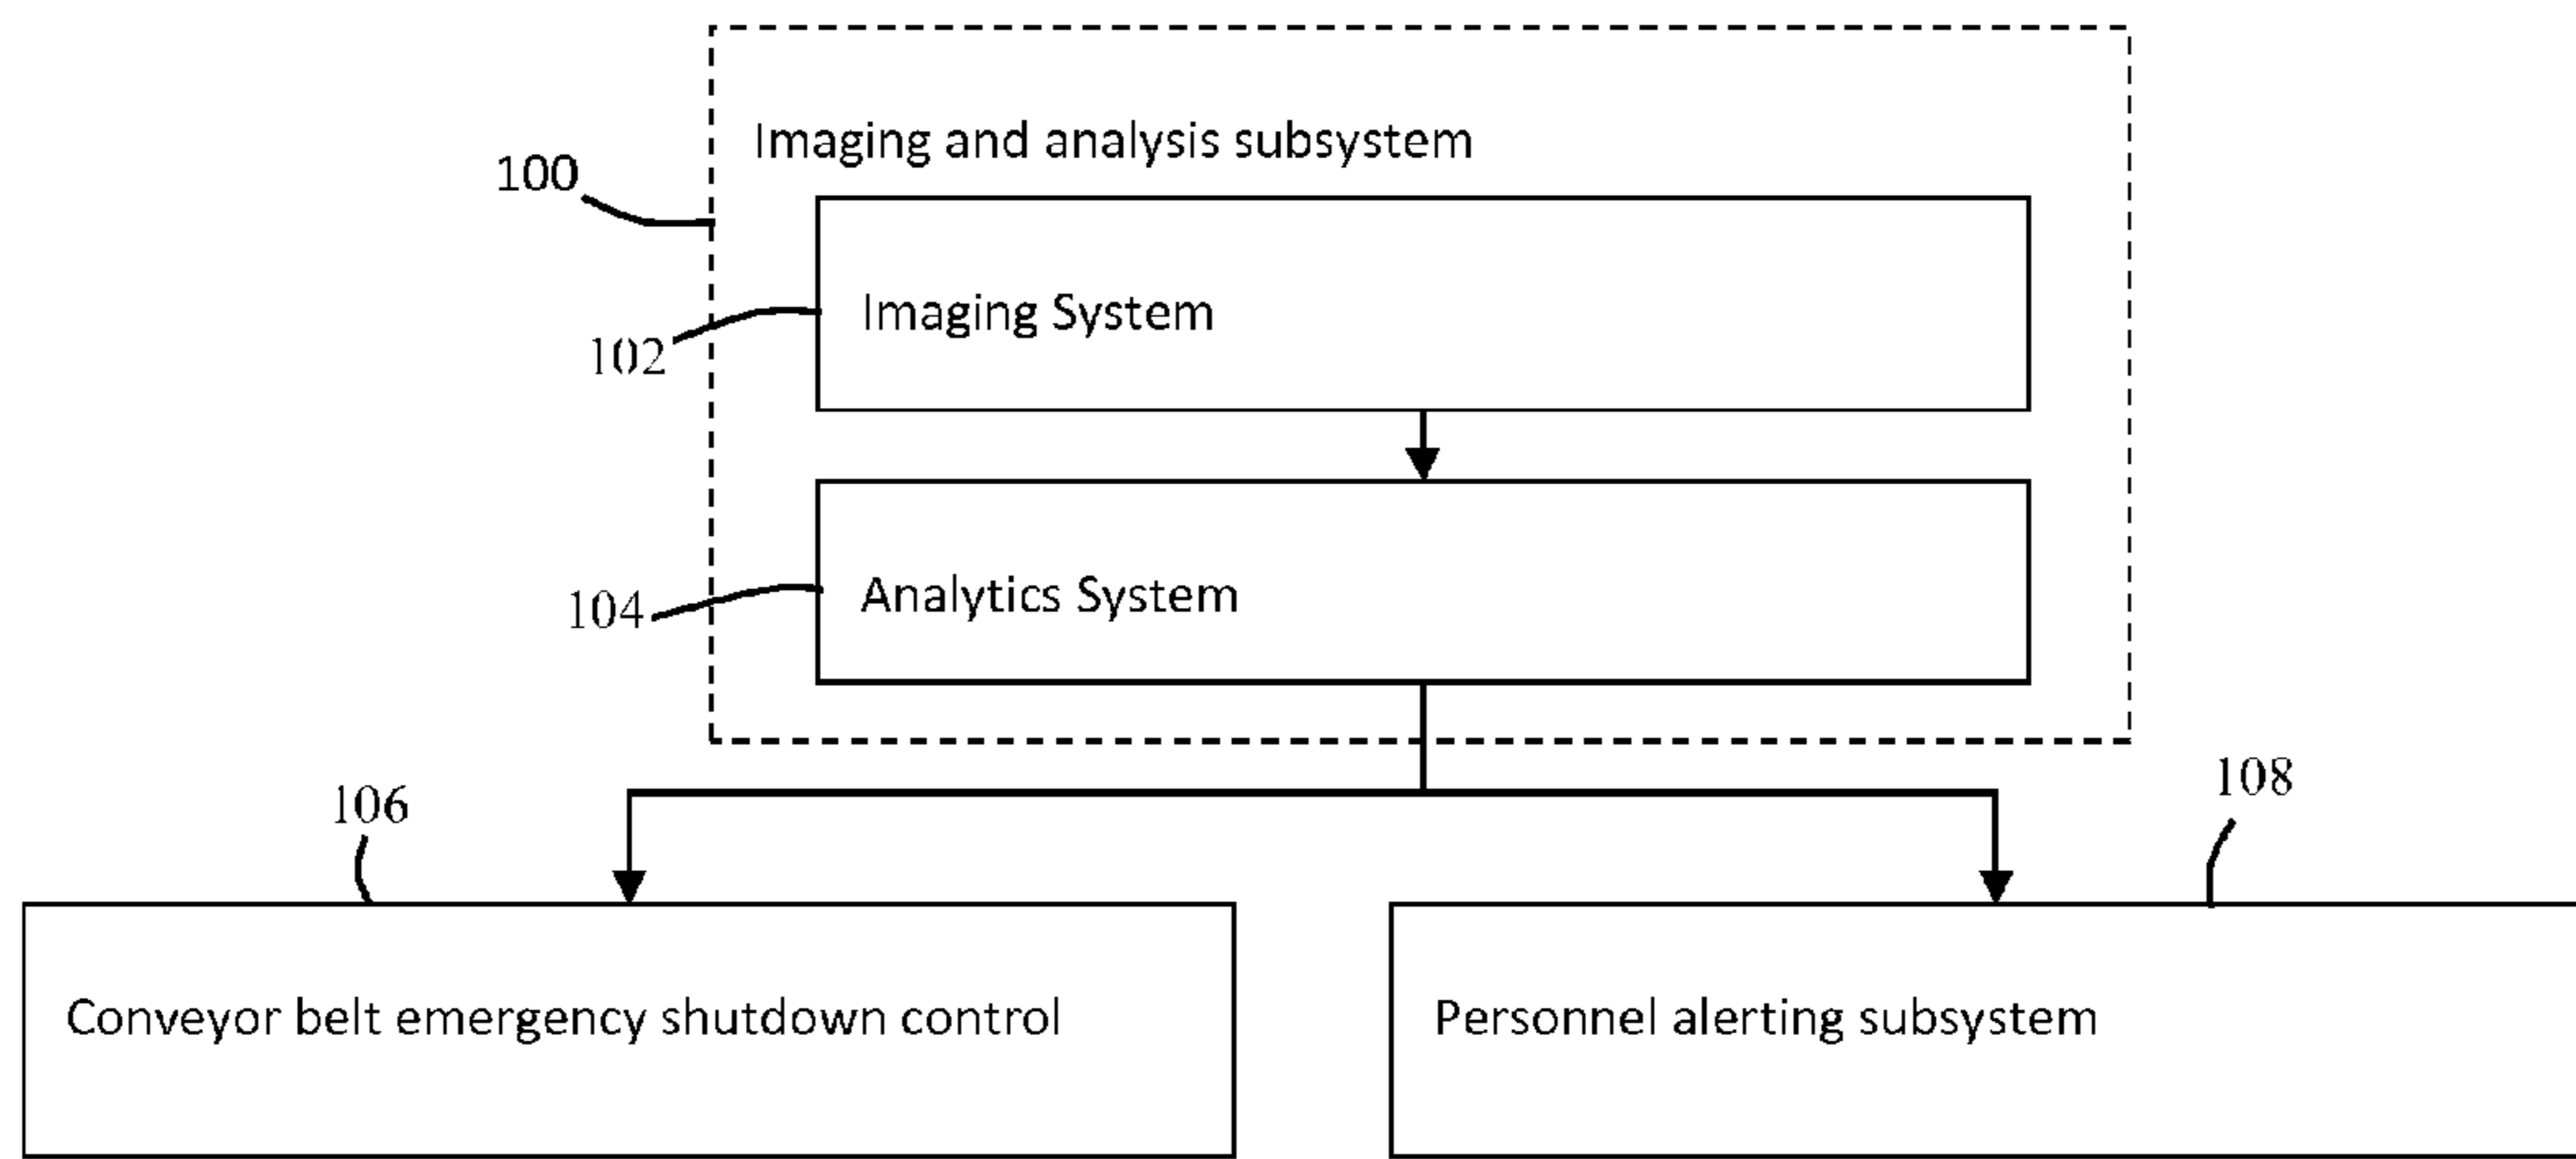 Imaging and analysis subsystem
100
Imaging System
102
Analytics System
104
106
108
Conveyor belt emergency shutdown control
Personnel alerting subsystem